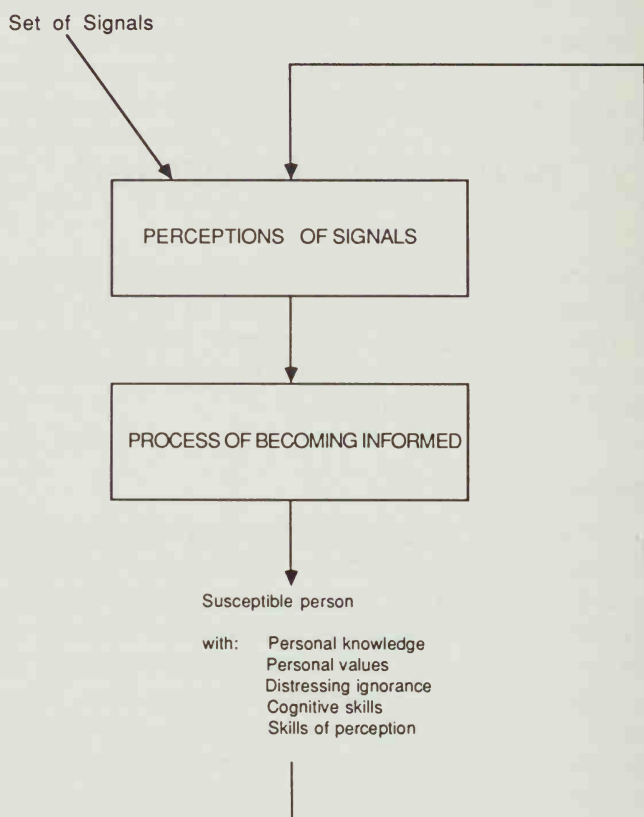 Set of Signals
PERCEPTIONS OF SIGNALS
PROCESS OF BECOMING INFORMED
Susceptible person
with: Personal knowledge
Personal values
Distressing ignorance
Cognitive skills
Skills of perception